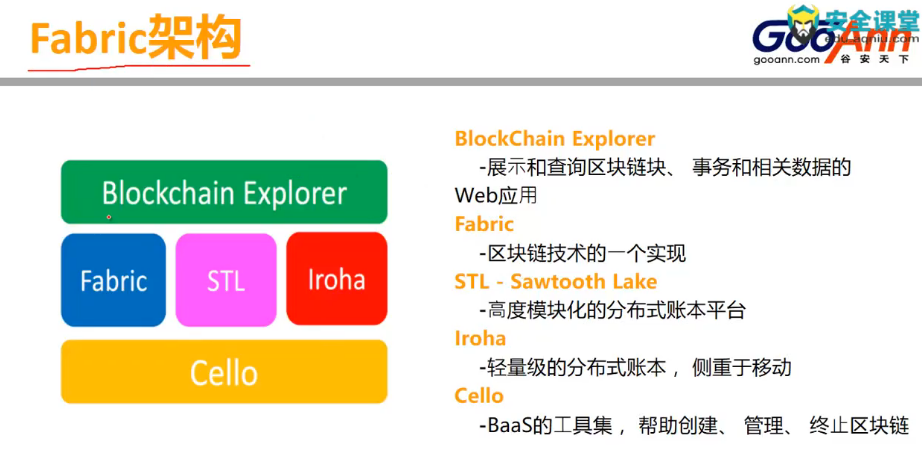 Fabric架构
安全课堂
edu.aqniu.com
GooAnn
gooann.com 谷安天下
Blockchain Explorer
Fabric
STL
Iroha
Cello
BlockChain Explorer
-展示和查询区块链块、 事务和相关数据的
Web应用
Fabric
-区块链技术的一个实现
STL - Sawtooth Lake
-高度模块化的分布式账本平台
Iroha
-轻量级的分布式账本 ，侧重于移动
Cello
-BaaS的工具集 ，帮助创建、 管理、 终止区块链